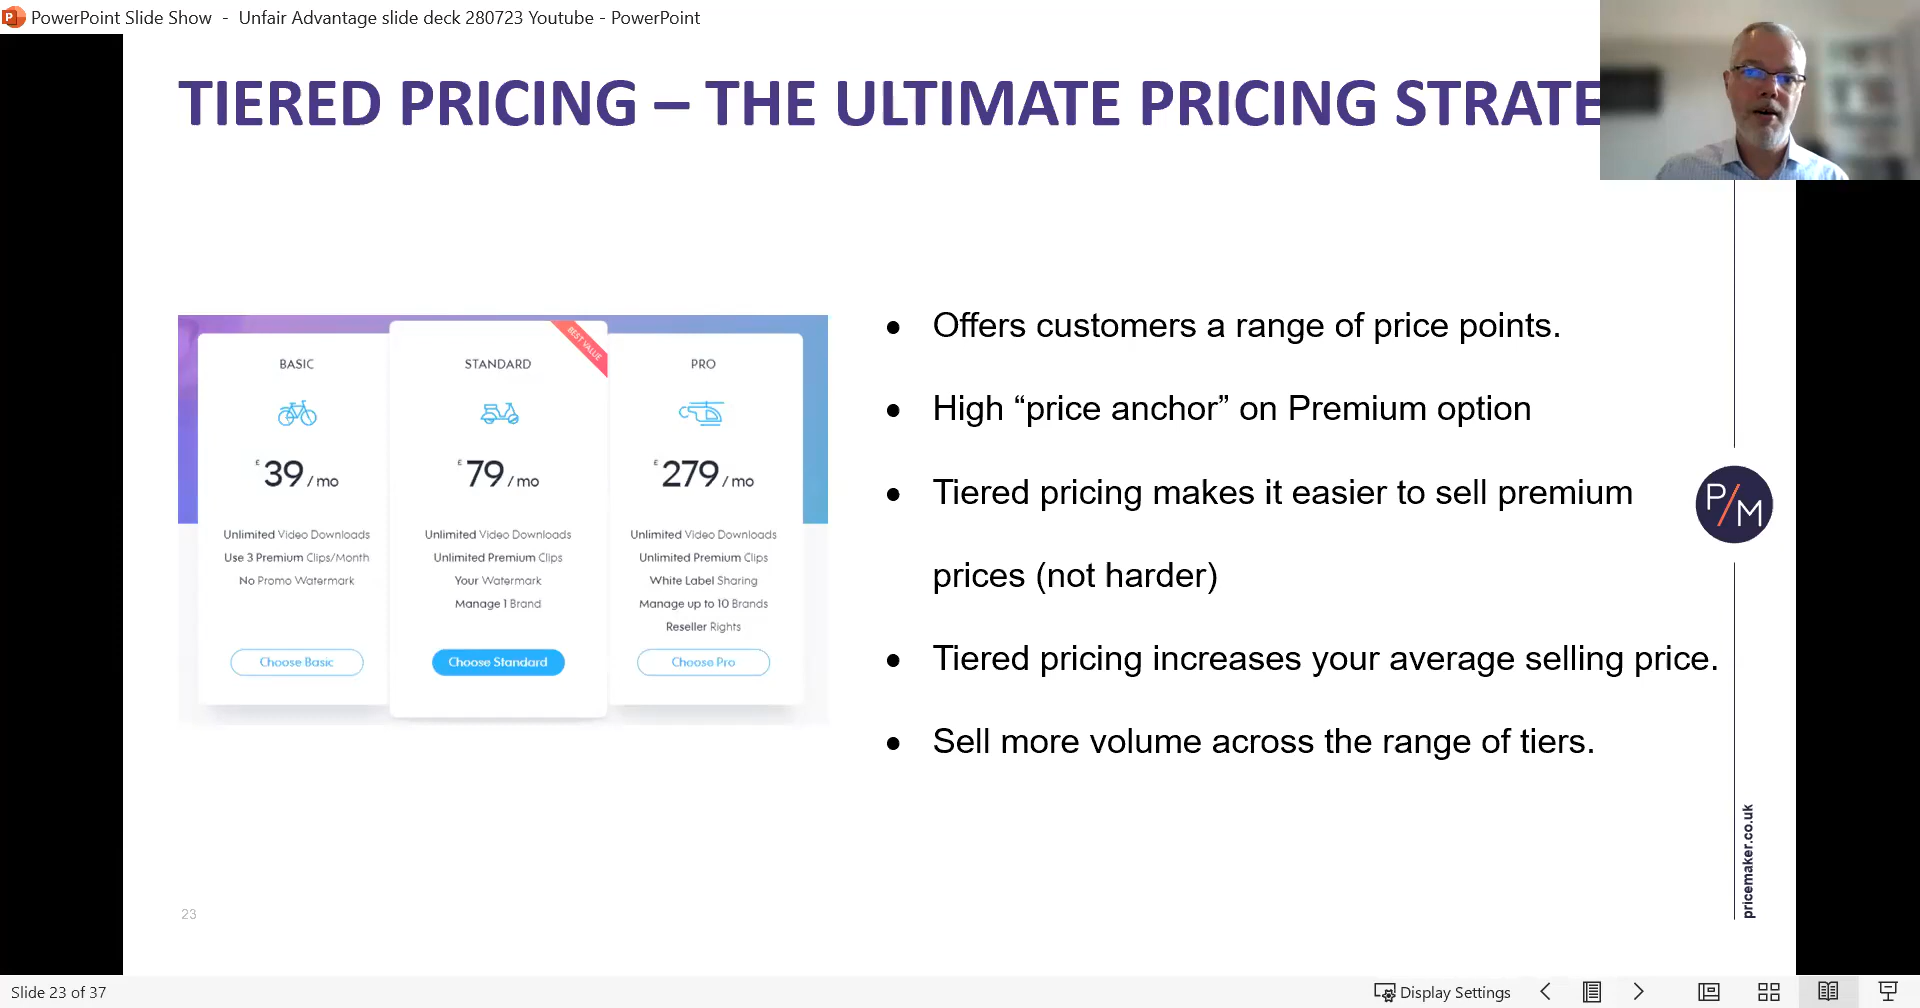 PowerPoint Slide Show - Unfair Advantage slide deck 280723 Youtube - PowerPoint
TIERED PRICING – THE ULTIMATE PRICING STRATE
BASIC
£39/mo
Unlimited Video Downloads
Use 3 Premium Clips/Month
No Promo Watermark
Choose Basic
BEST VALUE
STANDARD
£79/mo
Unlimited Video Downloads
Unlimited Premium Clips
Your Watermark
Manage 1 Brand
Choose Standard
PRO
£279/mo
Unlimited Video Downloads
Unlimited Premium Clips
White Label Sharing
Manage up to 10 Brands
Reseller Rights
Choose Pro
• Offers customers a range of price points.
• High “price anchor” on Premium option
• Tiered pricing makes it easier to sell premium
prices (not harder)
• Tiered pricing increases your average selling price.
• Sell more volume across the range of tiers.
P/M
pricemaker.co.uk
23
Slide 23 of 37
Display Settings